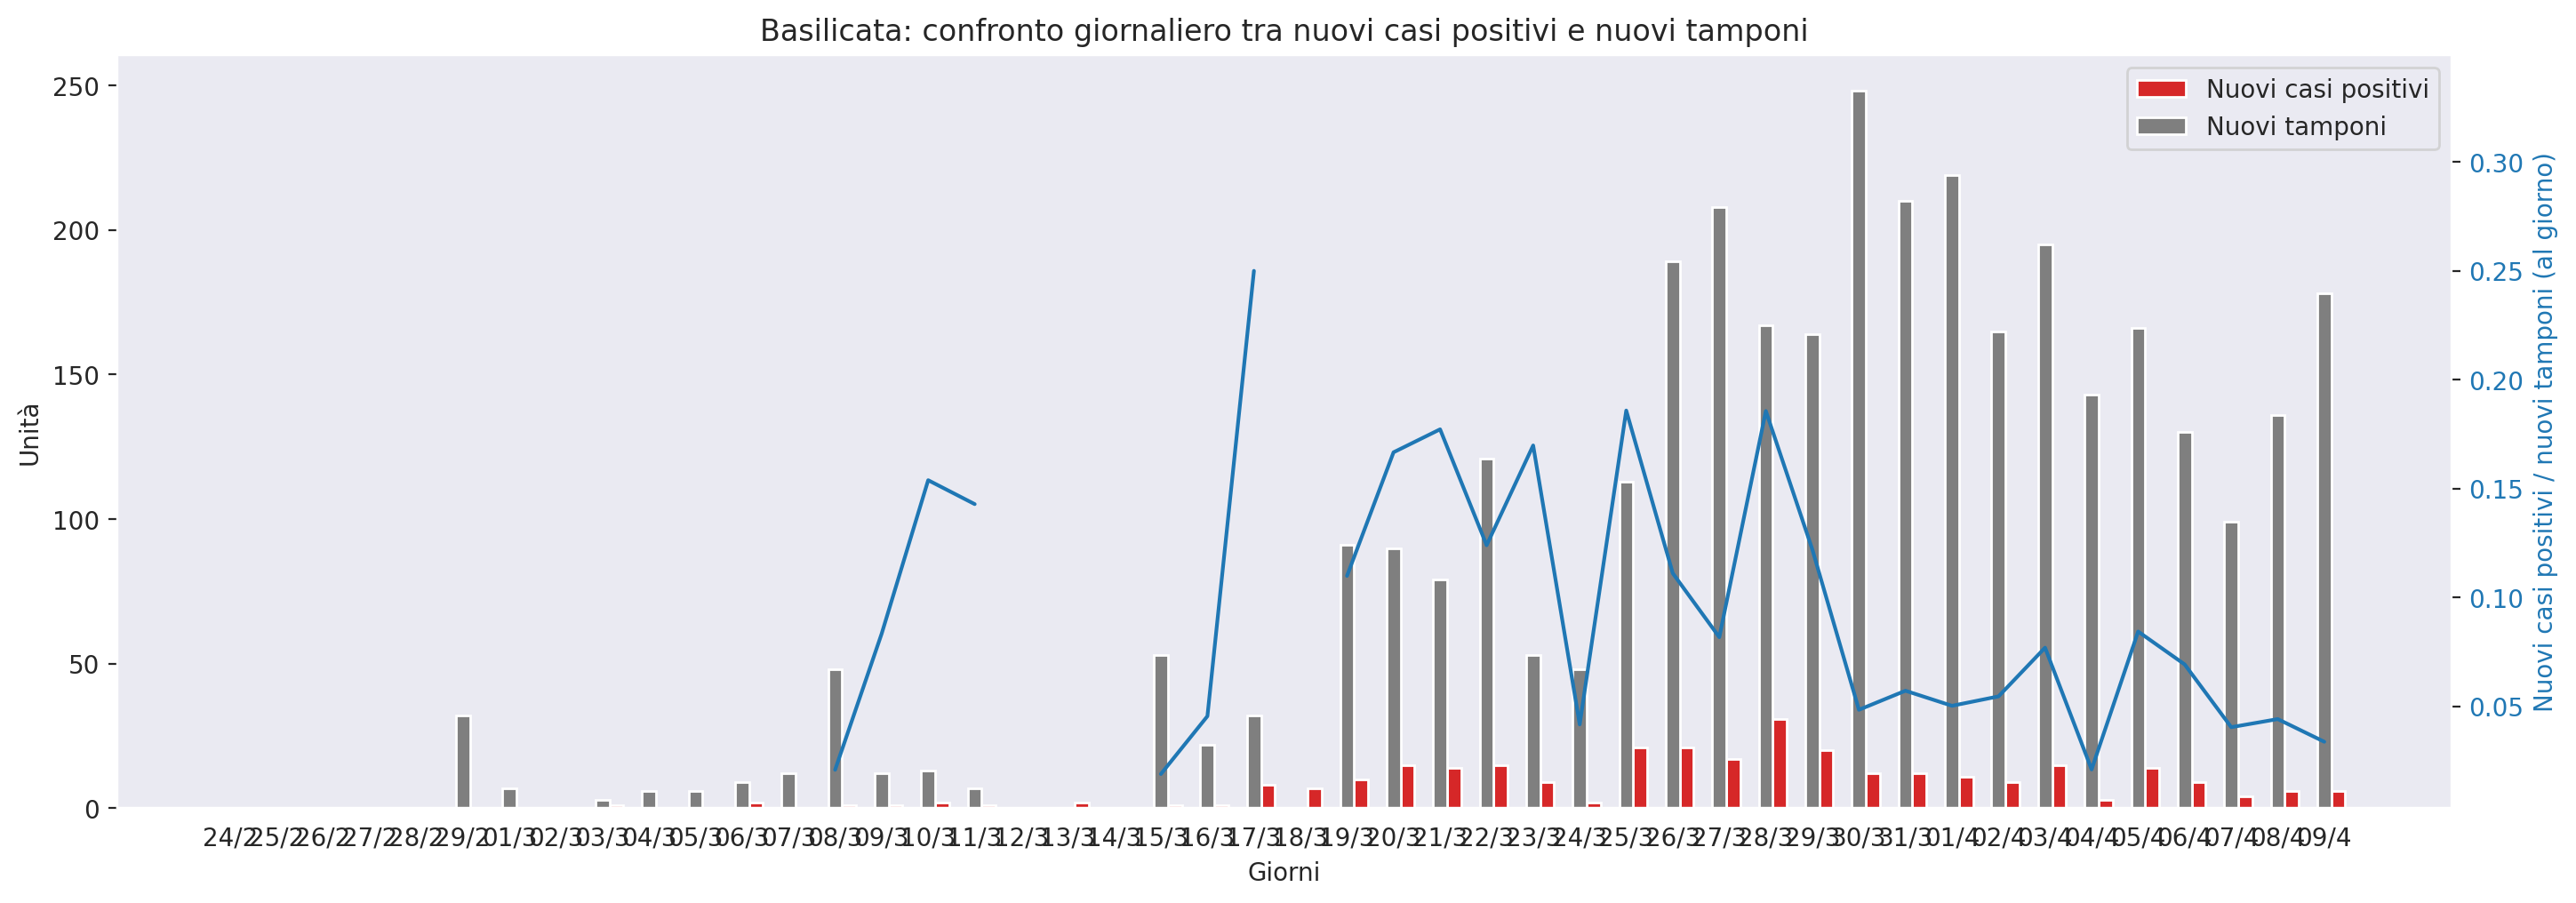 Basilicata: confronto giornaliero tra nuovi casi positivi e nuovi tamponi
Nuovi casi positivi
Nuovi tamponi
250
200
150
100
50
0
Unità
0.30
0.25
0.20
0.15
0.10
0.05
Nuovi casi positivi / nuovi tamponi (al giorno)
24/2 25/2 26/2 27/2 28/2 29/2 01/3 02/3 03/3 04/3 05/3 06/3 07/3 08/3 09/3 10/3 11/3 12/3 13/3 14/3 15/3 16/3 17/3 18/3 19/3 20/3 21/3 22/3 23/3 24/3 25/3 26/3 27/3 28/3 29/3 30/3 31/3 01/4 02/4 03/4 04/4 05/4 06/4 07/4 08/4 09/4
Giorni